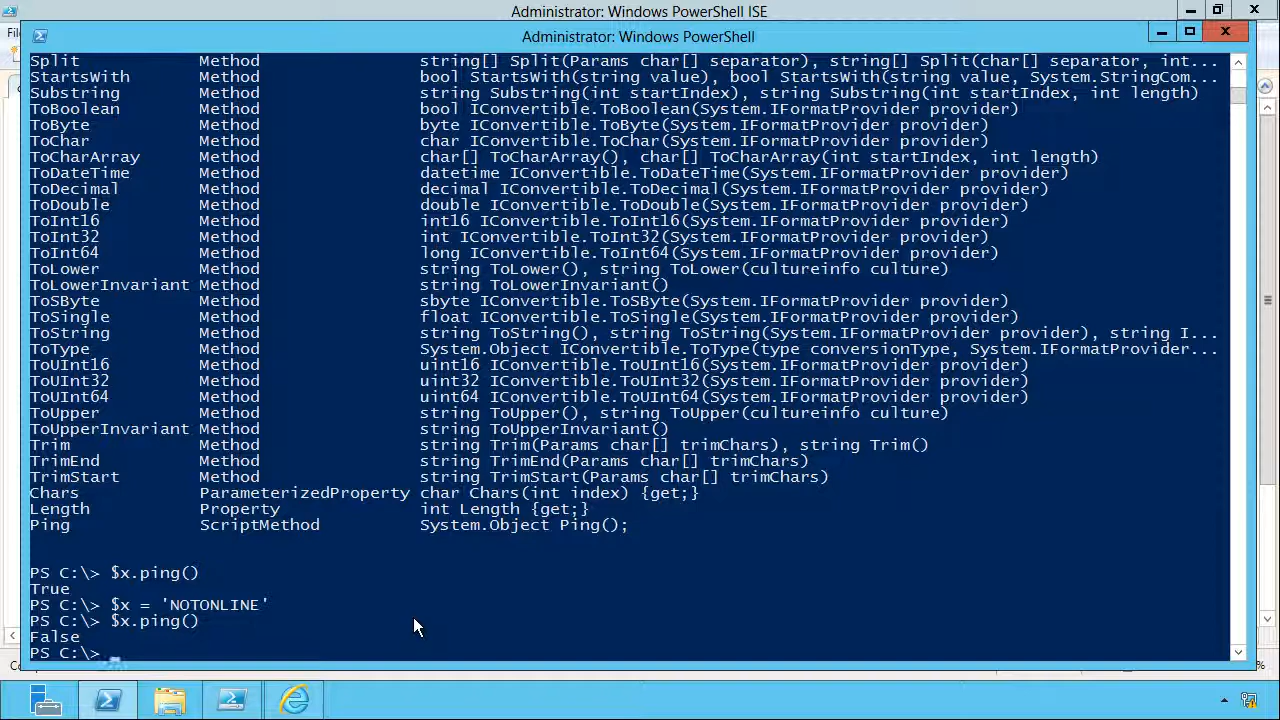 Administrator: Windows PowerShell ISE
Administrator: Windows PowerShell
Split Method string[] Split(Params char[] separator), string[] Split(char[] separator, int...
StartsWith Method bool StartsWith(string value), bool StartsWith(string value, System.StringCom...
Substring Method string Substring(int startIndex), string Substring(int startIndex, int length)
ToBoolean Method bool IConvertible.ToBoolean(System.IFormatProvider provider)
ToByte Method byte IConvertible.ToByte(System.IFormatProvider provider)
ToChar Method char IConvertible.ToChar(System.IFormatProvider provider)
ToCharArray Method char[] ToCharArray(), char[] ToCharArray(int startIndex, int length)
ToDateTime Method datetime IConvertible.ToDateTime(System.IFormatProvider provider)
ToDecimal Method decimal IConvertible.ToDecimal(System.IFormatProvider provider)
ToDouble Method double IConvertible.ToDouble(System.IFormatProvider provider)
ToInt16 Method int16 IConvertible.ToInt16(System.IFormatProvider provider)
ToInt32 Method int IConvertible.ToInt32(System.IFormatProvider provider)
ToInt64 Method long IConvertible.ToInt64(System.IFormatProvider provider)
ToLower Method string ToLower(), string ToLower(cultureinfo culture)
ToLowerInvariant Method string ToLowerInvariant()
ToSByte Method sbyte IConvertible.ToSByte(System.IFormatProvider provider)
ToSingle Method float IConvertible.ToSingle(System.IFormatProvider provider)
ToString Method string ToString(), string ToString(System.IFormatProvider provider), string I...
ToType Method System.Object IConvertible.ToType(type conversionType, System.IFormatProvider...
ToUInt16 Method uint16 IConvertible.ToUInt16(System.IFormatProvider provider)
ToUInt32 Method uint32 IConvertible.ToUInt32(System.IFormatProvider provider)
ToUInt64 Method uint64 IConvertible.ToUInt64(System.IFormatProvider provider)
ToUpper Method string ToUpper(), string ToUpper(cultureinfo culture)
ToUpperInvariant Method string ToUpperInvariant()
Trim Method string Trim(Params char[] trimChars), string Trim()
TrimEnd Method string TrimEnd(Params char[] trimChars)
TrimStart Method string TrimStart(Params char[] trimChars)
Chars ParameterizedProperty char Chars(int index) {get;}
Length Property int Length {get;}
Ping ScriptMethod System.Object Ping();
PS C:\> $x.ping()
True
PS C:\> $x = 'NOTONLINE'
PS C:\> $x.ping()
False
PS C:\>